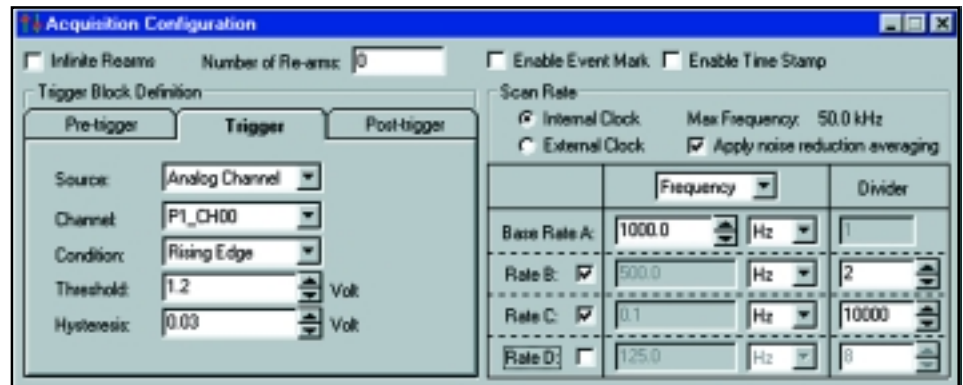 Acquisition Configuration
Infinite Rearms Number of Re-arms: 0 Enable Event Mark Enable Time Stamp
Trigger Block Definition
Pre-trigger Trigger Post-trigger
Source: Analog Channel
Channel: P1_CH00
Condition: Rising Edge
Threshold: 1.2 Volt
Hysteresis: 0.03 Volt
Scan Rate
Internal Clock Max Frequency: 50.0 kHz
External Clock Apply noise reduction averaging
Frequency Divider
Base Rate A: 1000.0 Hz 1
Rate B: 500.0 Hz 2
Rate C: 0.1 Hz 10000
Rate D: 125.0 Hz 8